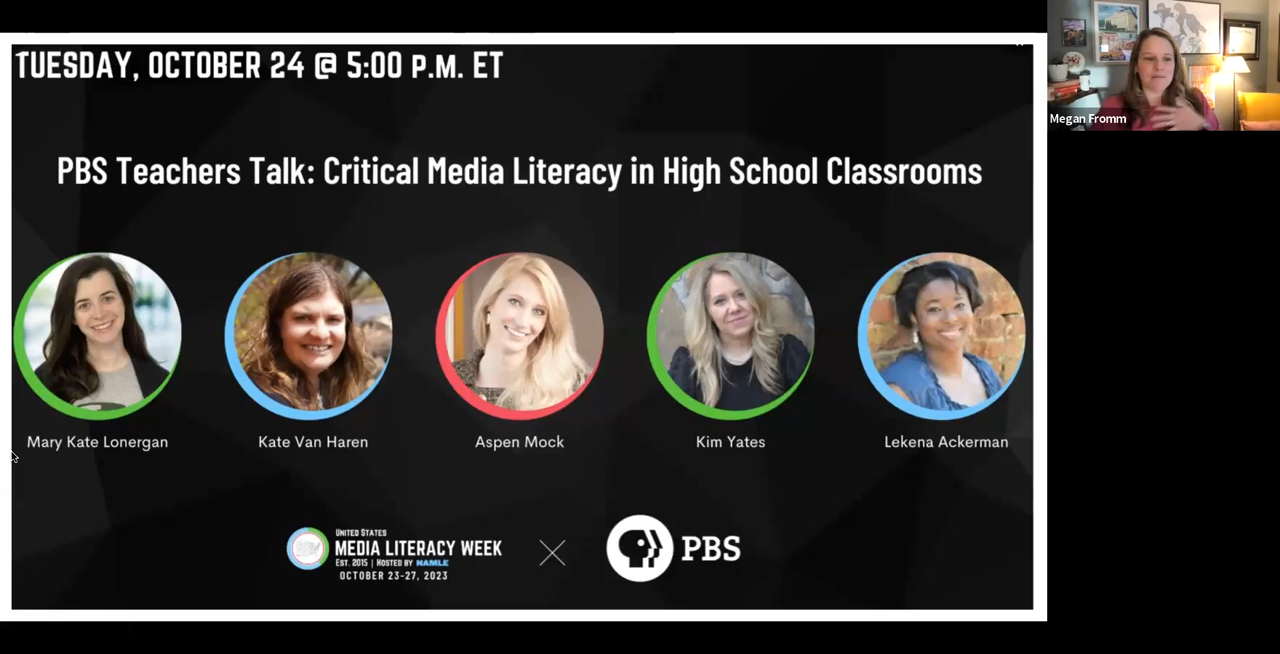 TUESDAY, OCTOBER 24 @ 5:00 P.M. ET
Megan Fromm
PBS Teachers Talk: Critical Media Literacy in High School Classrooms
Mary Kate Lonergan
Kate Van Haren
Aspen Mock
Kim Yates
Lekena Ackerman
UNITED STATES
MEDIA LITERACY WEEK
EST. 2015 | HOSTED BY NAMLE
OCTOBER 23-27, 2023
PBS